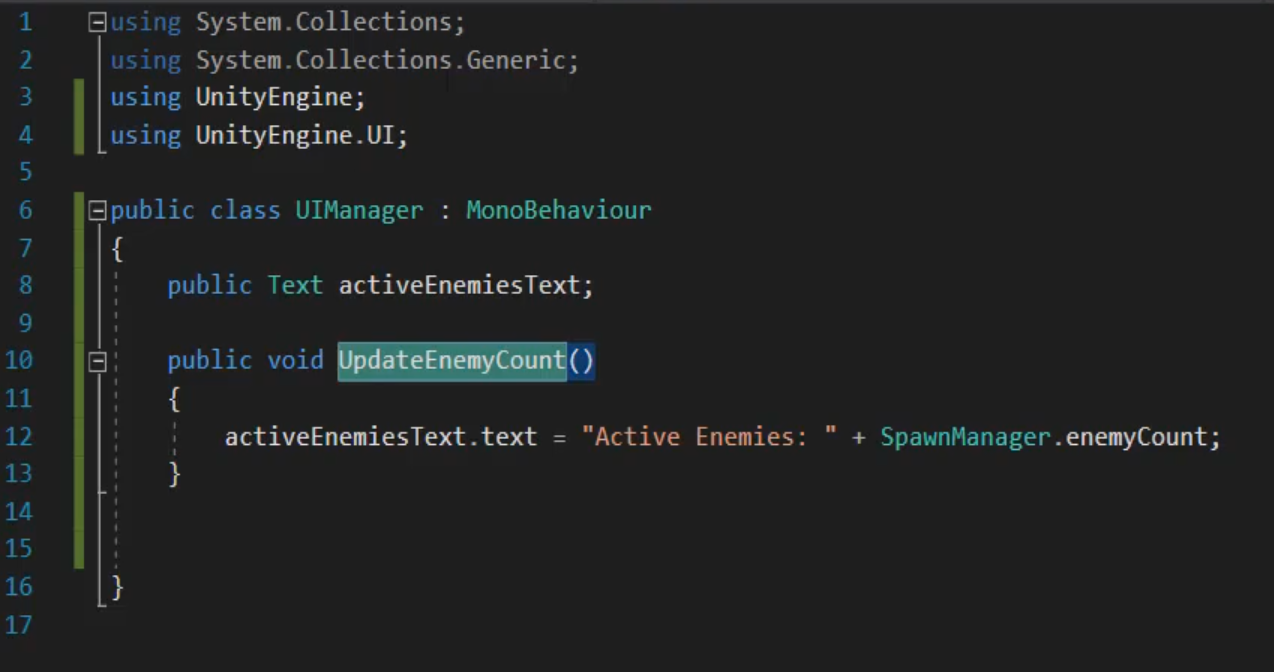 1 using System.Collections;
2 using System.Collections.Generic;
3 using UnityEngine;
4 using UnityEngine.UI;
5
6 public class UIManager : MonoBehaviour
7 {
8     public Text activeEnemiesText;
9
10     public void UpdateEnemyCount()
11     {
12         activeEnemiesText.text = "Active Enemies: " + SpawnManager.enemyCount;
13     }
14
15
16 }
17